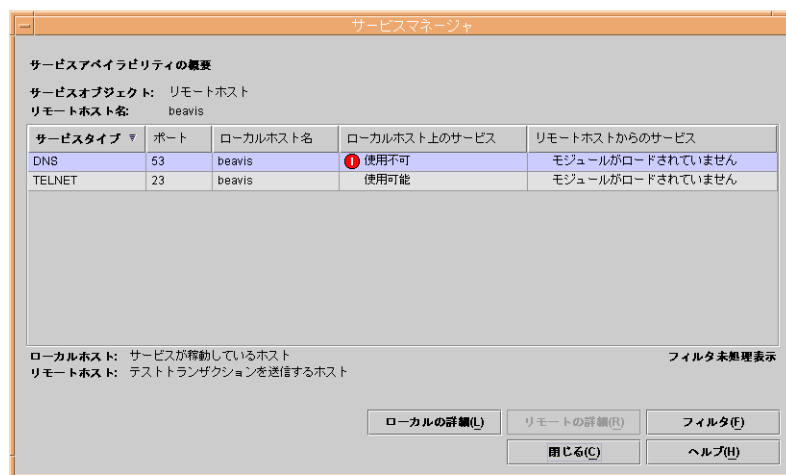 サービスマネージャ
サービスアベイラビリティの概要
サービスオブジェクト: リモートホスト
リモートホスト名: beavis
サービスタイプ ポート ローカルホスト名 ローカルホスト上のサービス リモートホストからのサービス
DNS 53 beavis 使用不可 モジュールがロードされていません
TELNET 23 beavis 使用可能 モジュールがロードされていません
ローカルホスト: サービスが稼動しているホスト フィルタ未処理表示
リモートホスト: テストトランザクションを送信するホスト
ローカルの詳細(L) リモートの詳細(R) フィルタ(F)
閉じる(C) ヘルプ(H)